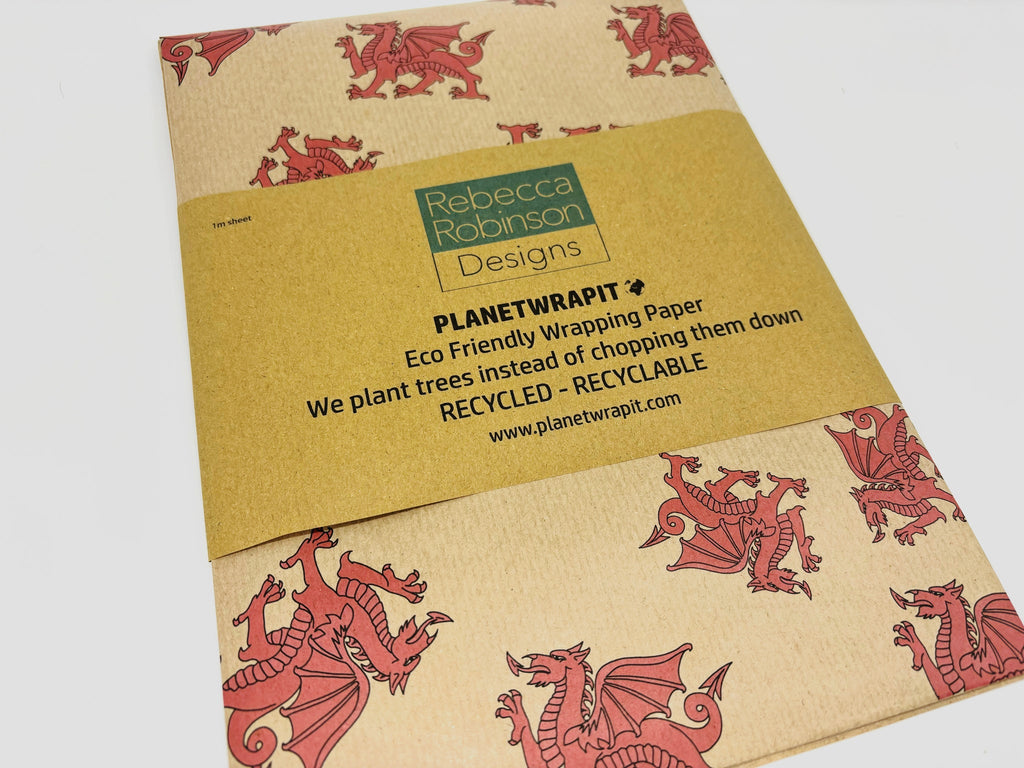 1m sheet
Rebecca
Robinson
Designs
PLANETWRAPIT
Eco Friendly Wrapping Paper
We plant trees instead of chopping them down
RECYCLED - RECYCLABLE
www.planetwrapit.com